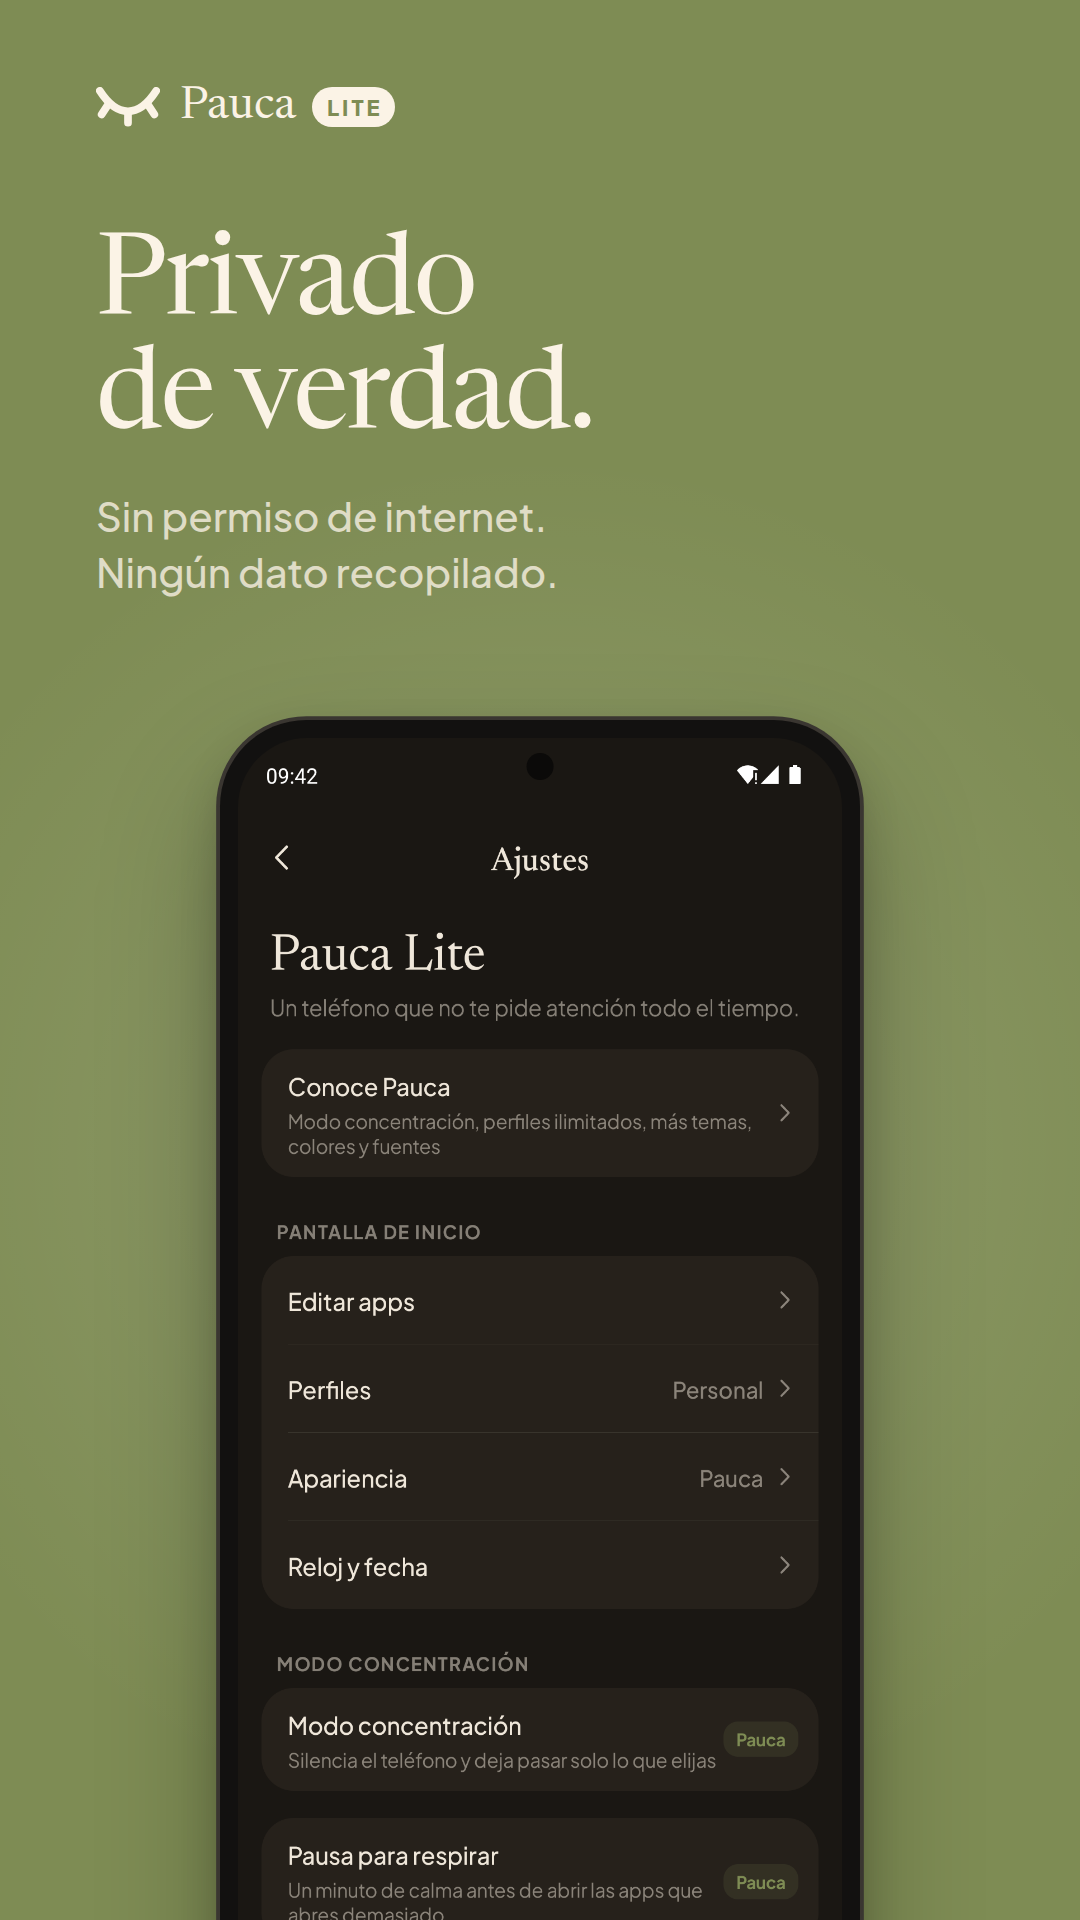 Pauca LITE
Privado
de verdad.
Sin permiso de internet.
Ningún dato recopilado.
09:42
Ajustes
Pauca Lite
Un teléfono que no te pide atención todo el tiempo.
Conoce Pauca
Modo concentración, perfiles ilimitados, más temas,
colores y fuentes
PANTALLA DE INICIO
Editar apps
Perfiles Personal
Apariencia Pauca
Reloj y fecha
MODO CONCENTRACIÓN
Modo concentración
Silencia el teléfono y deja pasar solo lo que elijas
Pauca
Pausa para respirar
Un minuto de calma antes de abrir las apps que
abres demasiado
Pauca